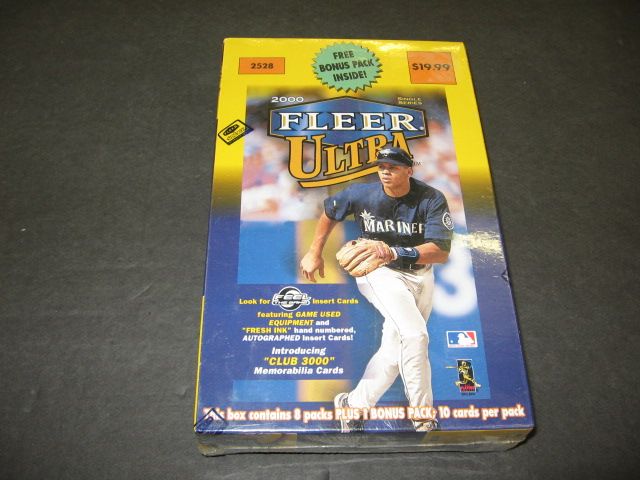 2528
FREE
BONUS PACK
INSIDE!
$19.99
2000
SINGLE
SERIES
FLEER
ULTRA
MARINE
Look for FEEL Insert Cards
featuring GAME USED
EQUIPMENT and
"FRESH INK" hand numbered,
AUTOGRAPHED Insert Cards!
Introducing
"CLUB 3000"
Memorabilia Cards
box contains 8 packs PLUS 1 BONUS PACK; 10 cards per pack